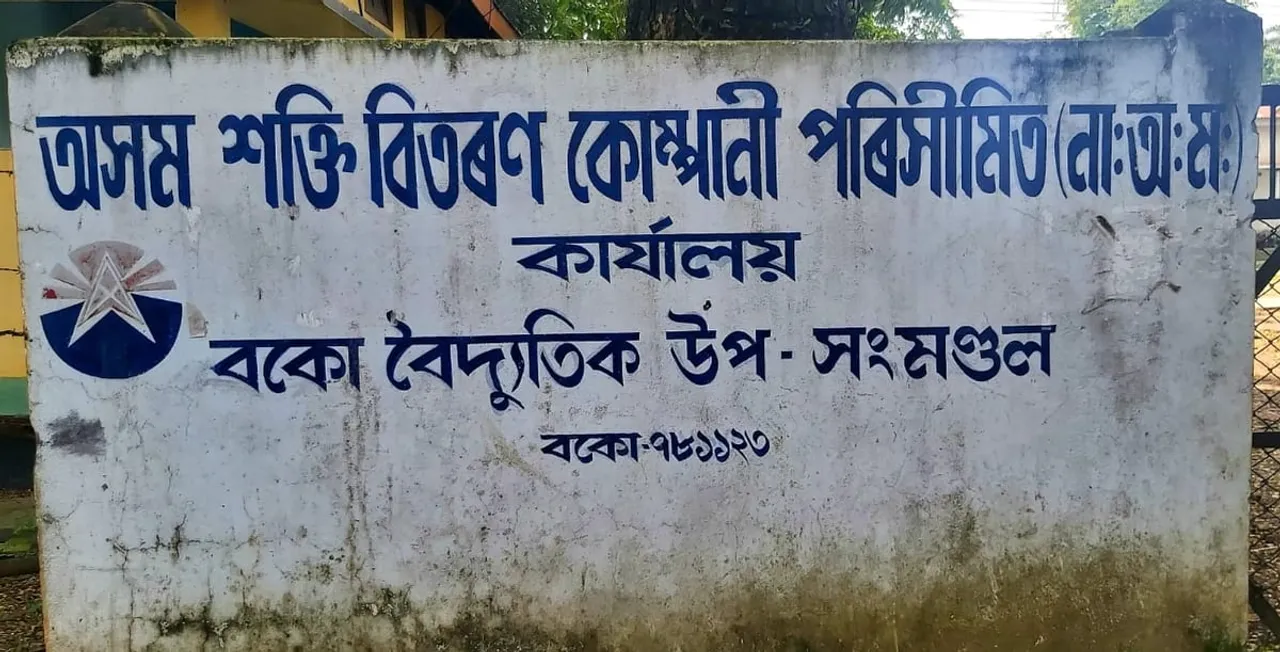 অসম শক্তি বিতৰণ কোম্পানী পৰিসীমিত (না:অ:ম:)
কাৰ্যালয়
বকো বৈদ্যুতিক উপ - সংমণ্ডল
বকো-৭৮১১২৩